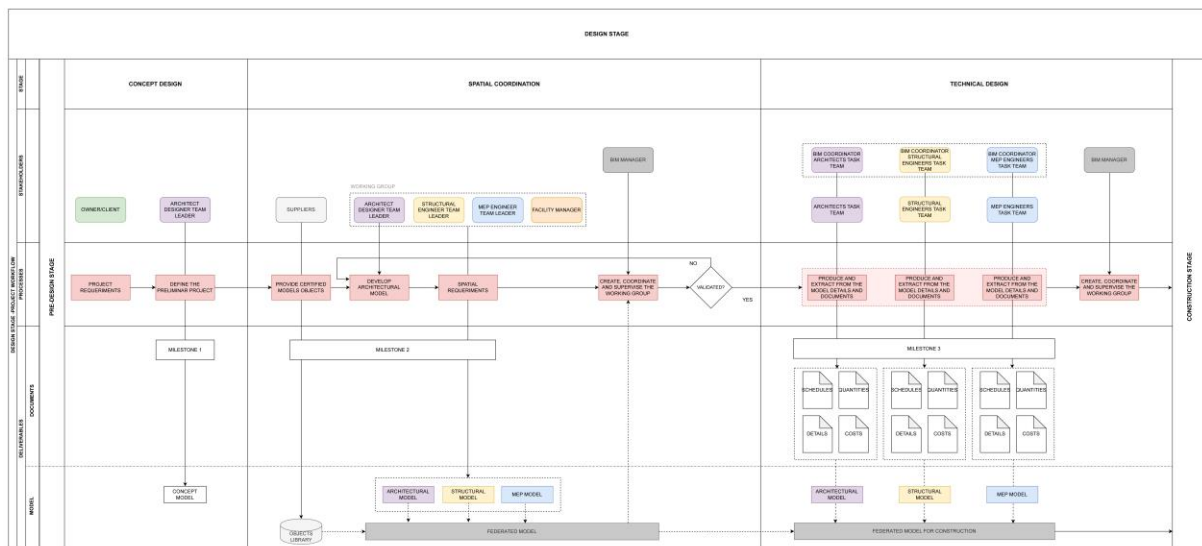 DESIGN STAGE
DESIGN STAGE -PROJECT WORKFLOW
STAGE
PRE-DESIGN STAGE
CONCEPT DESIGN
SPATIAL COORDINATION
TECHNICAL DESIGN
CONSTRUCTION STAGE
STAKEHOLDERS
OWNER/CLIENT
ARCHITECT
DESIGNER TEAM
LEADER
SUPPLIERS
WORKING GROUP
ARCHITECT
DESIGNER TEAM
LEADER
STRUCTURAL
ENGINEER TEAM
LEADER
MEP ENGINEER
TEAM LEADER
FACILITY MANAGER
BIM MANAGER
BIM COORDINATOR
ARCHITECTS TASK
TEAM
BIM COORDINATOR
STRUCTURAL
ENGINEERS TASK
TEAM
BIM COORDINATOR
MEP ENGINEERS
TASK TEAM
ARCHITECTS TASK
TEAM
STRUCTURAL
ENGINEERS TASK
TEAM
MEP ENGINEERS
TASK TEAM
BIM MANAGER
PROCESSES
PROJECT
REQUERIMENTS
DEFINE THE
PRELIMINAR PROJECT
PROVIDE CERTIFIED
MODELS OBJECTS
DEVELOP
ARCHITECTURAL
MODEL
SPATIAL
REQUERIMENTS
CREATE, COORDINATE
AND SUPERVISE THE
WORKING GROUP
NO
VALIDATED?
YES
PRODUCE AND
EXTRACT FROM THE
MODEL DETAILS AND
DOCUMENTS
PRODUCE AND
EXTRACT FROM THE
MODEL DETAILS AND
DOCUMENTS
PRODUCE AND
EXTRACT FROM THE
MODEL DETAILS AND
DOCUMENTS
CREATE, COORDINATE
AND SUPERVISE THE
WORKING GROUP
DELIVERABLES
DOCUMENTS
MILESTONE 1
MILESTONE 2
MILESTONE 3
SCHEDULES
QUANTITIES
SCHEDULES
QUANTITIES
SCHEDULES
QUANTITIES
DETAILS
COSTS
DETAILS
COSTS
DETAILS
COSTS
MODEL
CONCEPT
MODEL
ARCHITECTURAL
MODEL
STRUCTURAL
MODEL
MEP MODEL
ARCHITECTURAL
MODEL
STRUCTURAL
MODEL
MEP MODEL
OBJECTS
LIBRARY
FEDERATED MODEL
FEDERATED MODEL FOR CONSTRUCTION